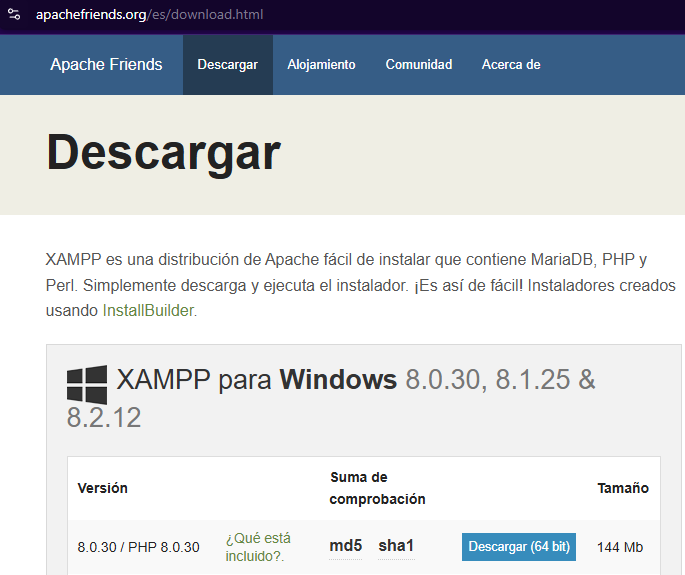 apachefriends.org/es/download.html
Apache Friends Descargar Alojamiento Comunidad Acerca de
Descargar
XAMPP es una distribución de Apache fácil de instalar que contiene MariaDB, PHP y
Perl. Simplemente descarga y ejecuta el instalador. ¡Es así de fácil! Instaladores creados
usando InstallBuilder.
XAMPP para Windows 8.0.30, 8.1.25 &
8.2.12
Versión Suma de comprobación Tamaño
8.0.30 / PHP 8.0.30 ¿Qué está incluido?. md5 sha1 Descargar (64 bit) 144 Mb